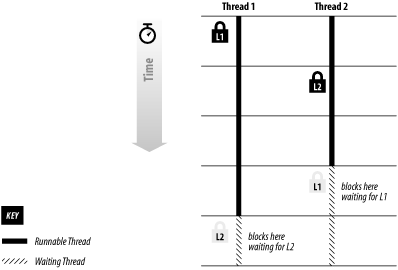 Thread 1
Thread 2
L1
L2
Time
L1
blocks here
waiting for L1
KEY
L2
blocks here
waiting for L2
Runnable Thread
Waiting Thread